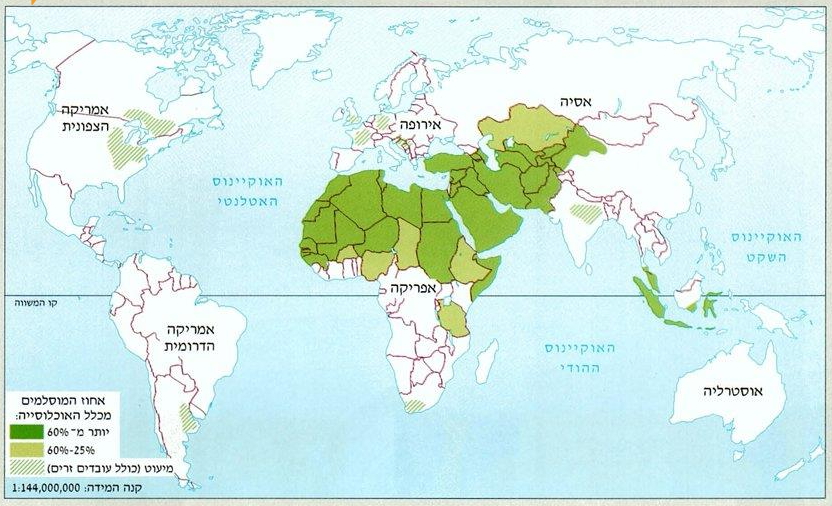 אמריקה
הצפונית
אירופה
אסיה
האוקיינוס
האטלנטי
האוקיינוס
השקט
אפריקה
קו המשווה
אמריקה
הדרומית
האוקיינוס
ההודי
אוסטרליה
אחוז המוסלמים
מכלל האוכלוסייה:
יותר מ־60%
60%-25%
מיעוט (כולל עובדים זרים)
קנה המידה: 1:144,000,000